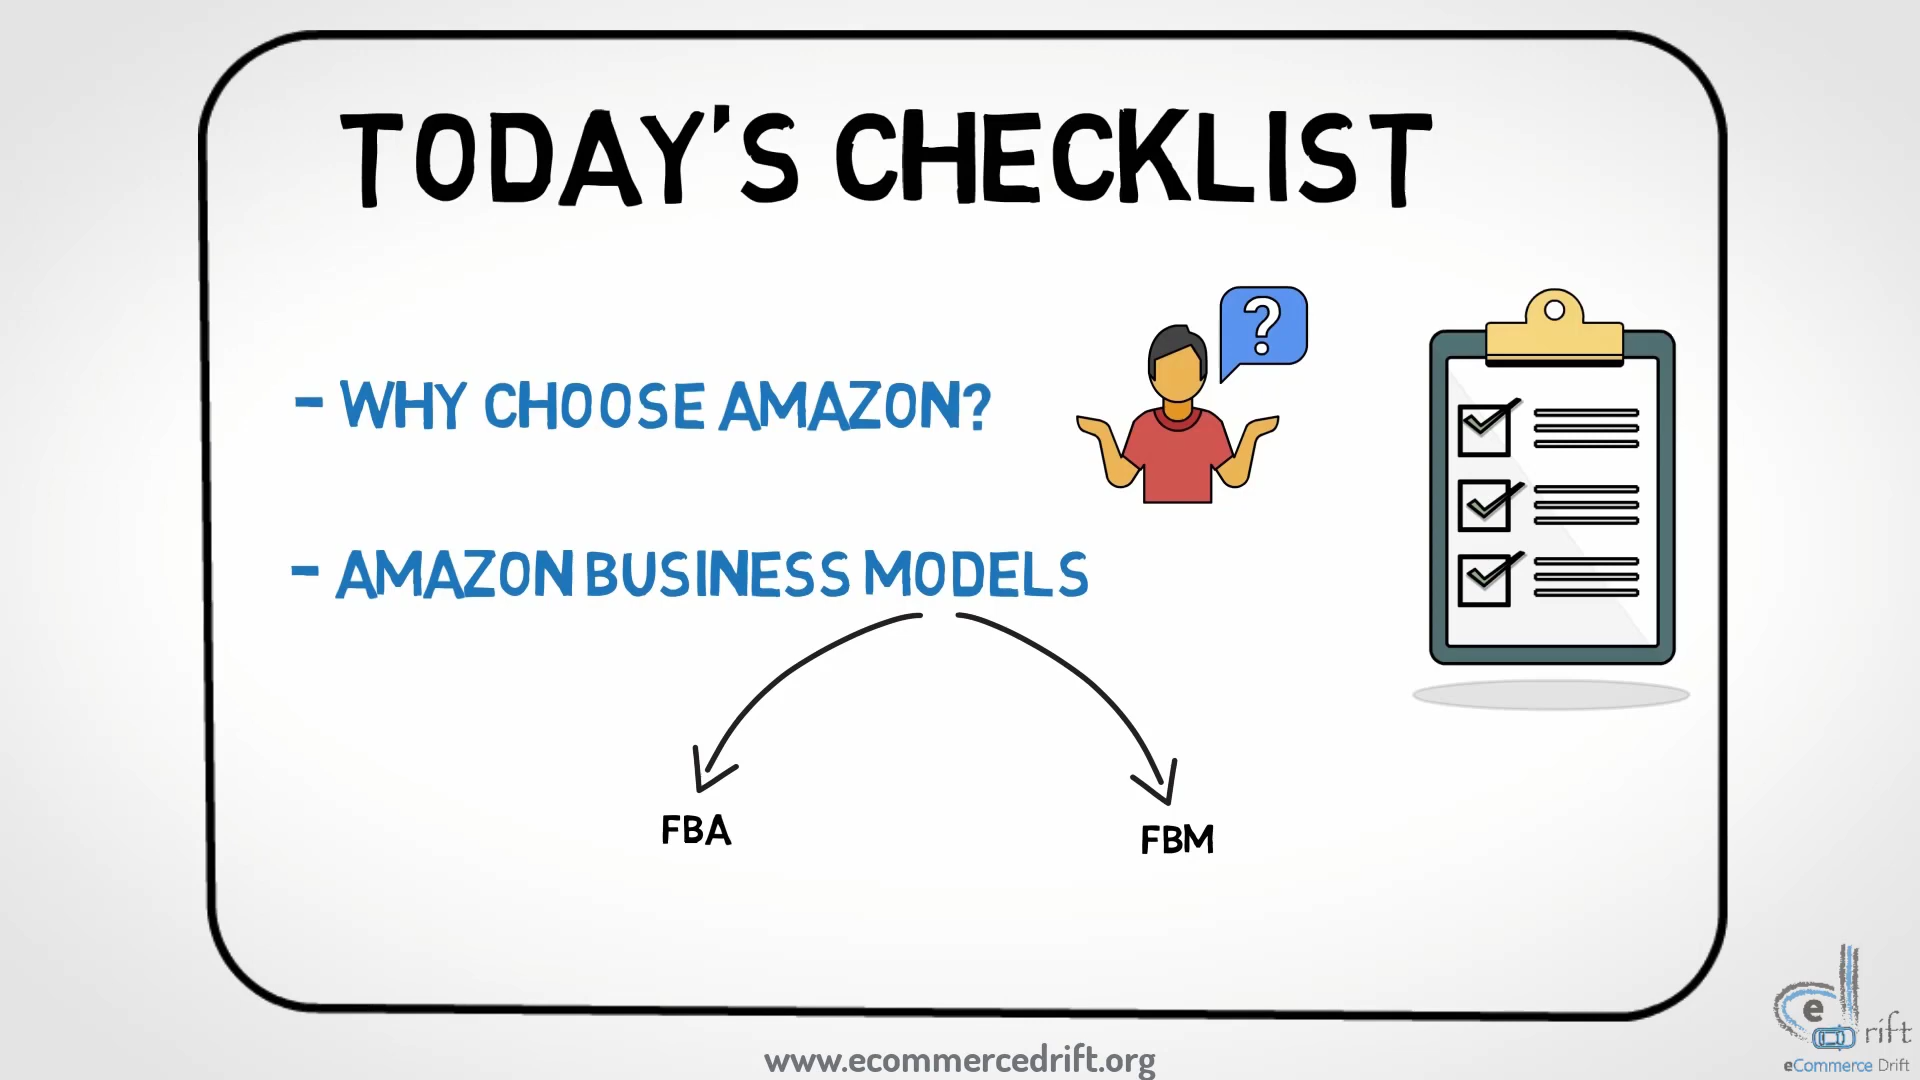 TODAY'S CHECKLIST
?
- WHY CHOOSE AMAZON?
- AMAZON BUSINESS MODELS
FBA
FBM
e
rift
eCommerce Drift
www.ecommercedrift.org